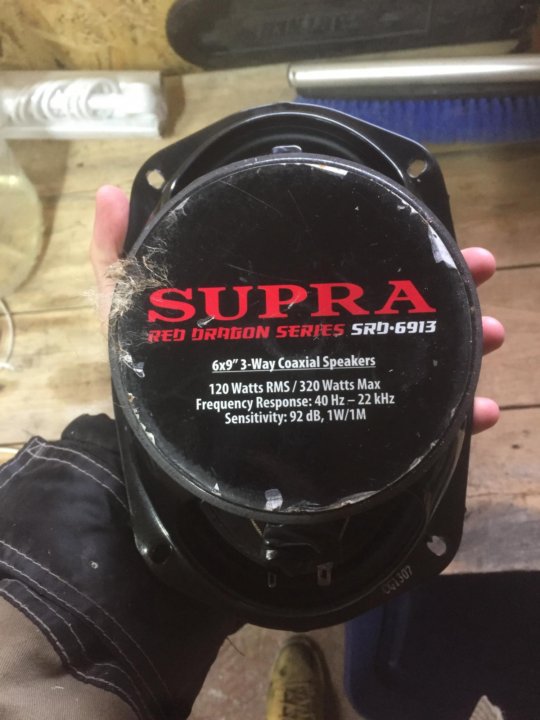 SUPRA
RED DRAGON SERIES SRD-6913
6x9" 3-Way Coaxial Speakers
120 Watts RMS / 320 Watts Max
Frequency Response: 40 Hz – 22 kHz
Sensitivity: 92 dB, 1W/1M